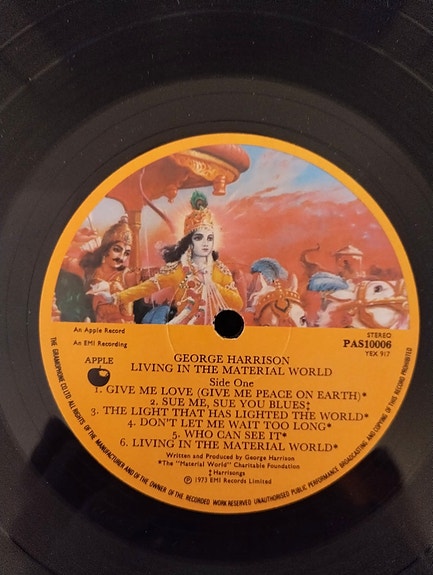 An Apple Record
An EMI Recording
APPLE
STEREO
PAS10006
YEX 917
GEORGE HARRISON
LIVING IN THE MATERIAL WORLD
Side One
1. GIVE ME LOVE (GIVE ME PEACE ON EARTH)*
2. SUE ME, SUE YOU BLUES‡
3. THE LIGHT THAT HAS LIGHTED THE WORLD*
4. DON'T LET ME WAIT TOO LONG*
5. WHO CAN SEE IT*
6. LIVING IN THE MATERIAL WORLD*
Written and Produced by George Harrison
*The "Material World" Charitable Foundation
‡Harrisongs
℗ 1973 EMI Records Limited
THE GRAMOPHONE CO. LTD. ALL RIGHTS OF THE MANUFACTURER AND OF THE OWNER OF THE RECORDED WORK RESERVED UNAUTHORISED PUBLIC PERFORMANCE BROADCASTING AND COPYING OF THIS RECORD PROHIBITED